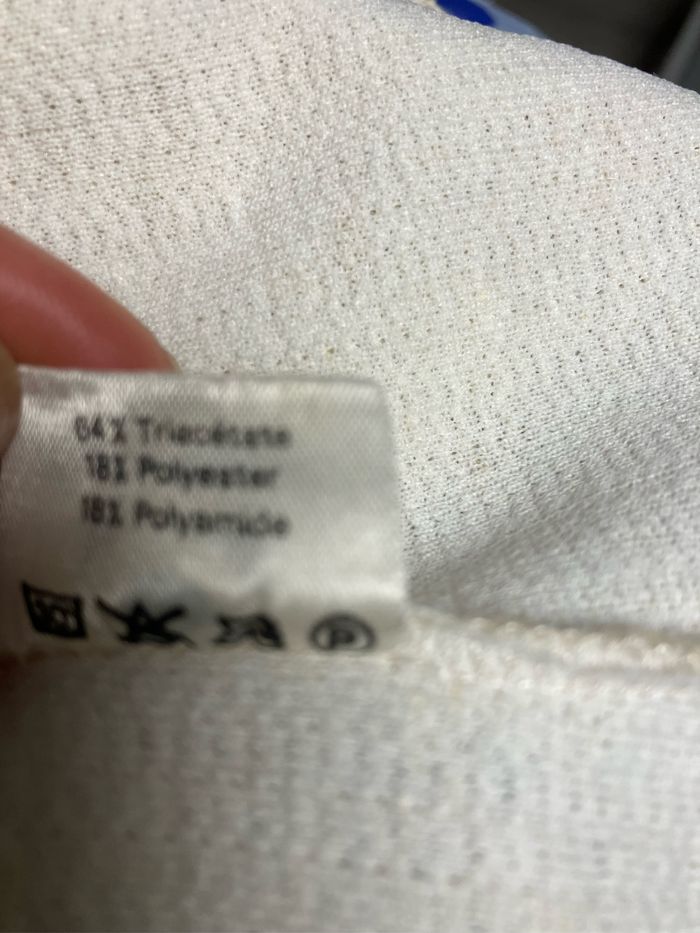 64% Triacetate
18% Polyester
18% Polyamide
P